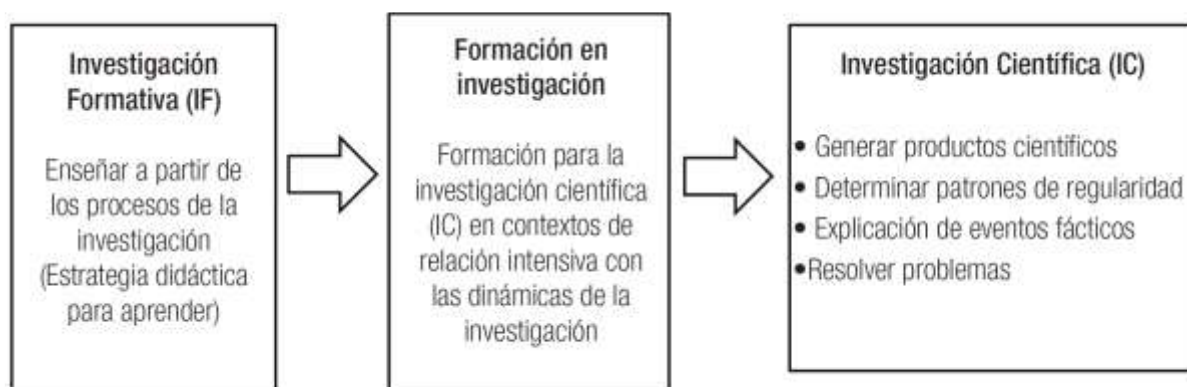 Investigación
Formativa (IF)
Enseñar a partir de
los procesos de la
investigación
(Estrategia didáctica
para aprender)
Formación en
investigación
Formación para la
investigación científica
(IC) en contextos de
relación intensiva con
las dinámicas de la
investigación
Investigación Científica (IC)
• Generar productos científicos
• Determinar patrones de regularidad
• Explicación de eventos fácticos
•Resolver problemas